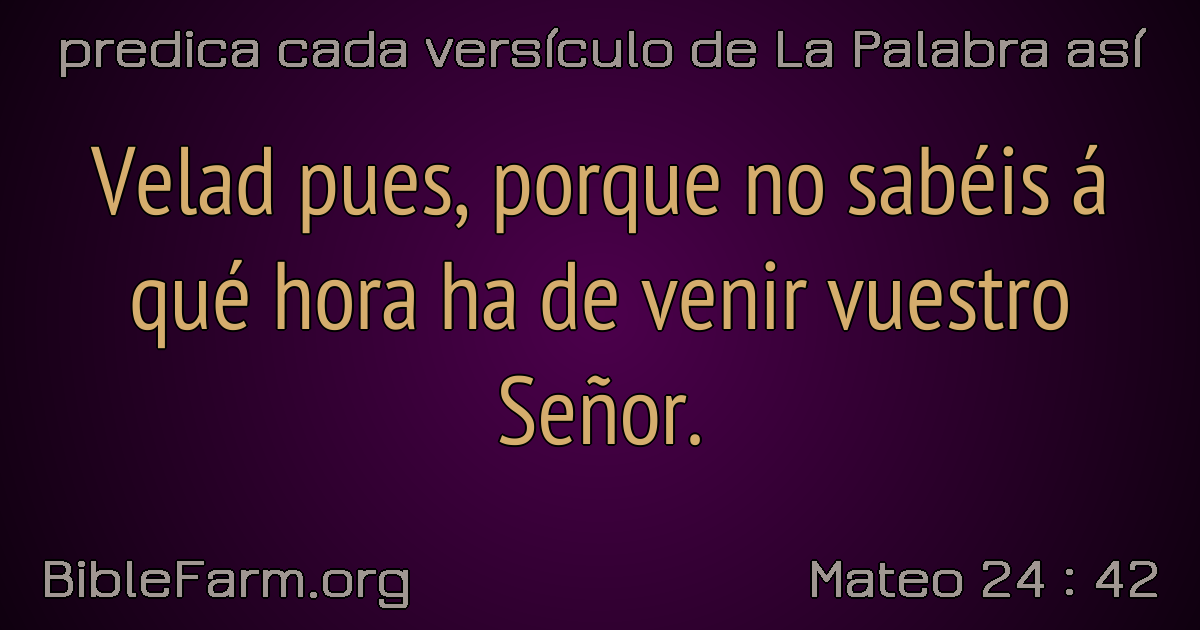 predica cada versículo de La Palabra así
Velad pues, porque no sabéis á
qué hora ha de venir vuestro
Señor.
BibleFarm.org
Mateo 24 : 42